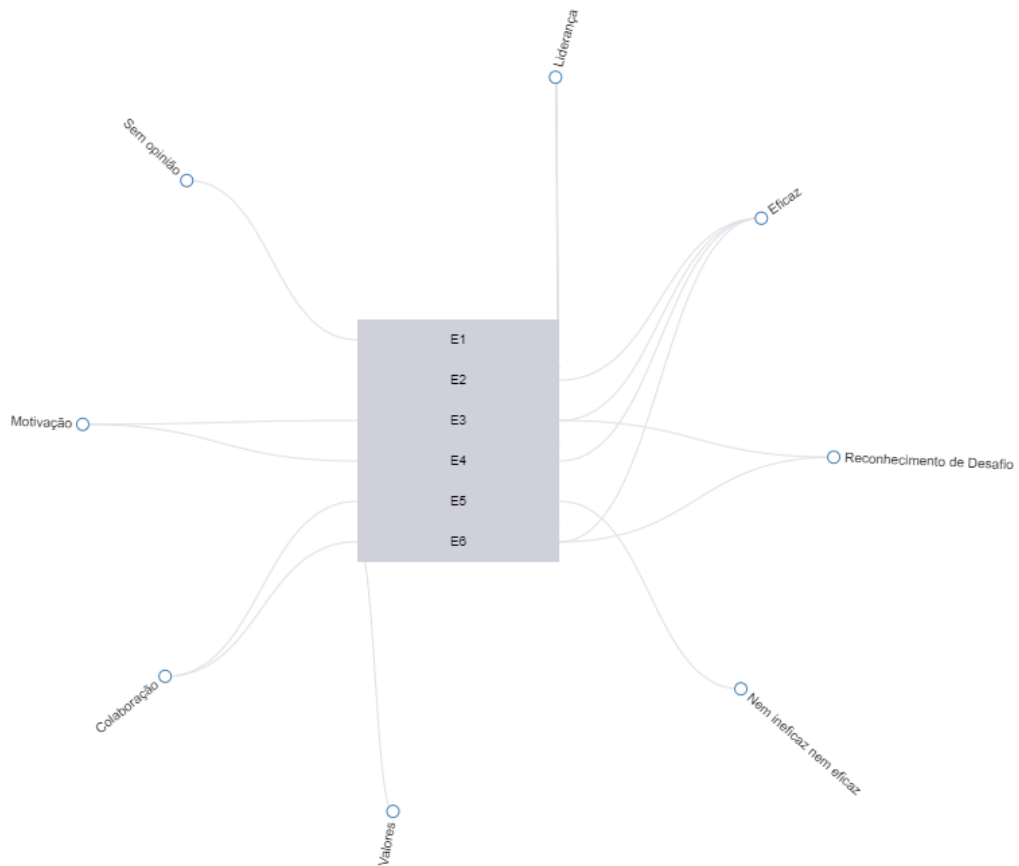 Liderança
Sem opinião
Eficaz
E1
E2
E3
Motivação
E4
Reconhecimento de Desafio
E5
E6
Colaboração
Nem ineficaz nem eficaz
Valores